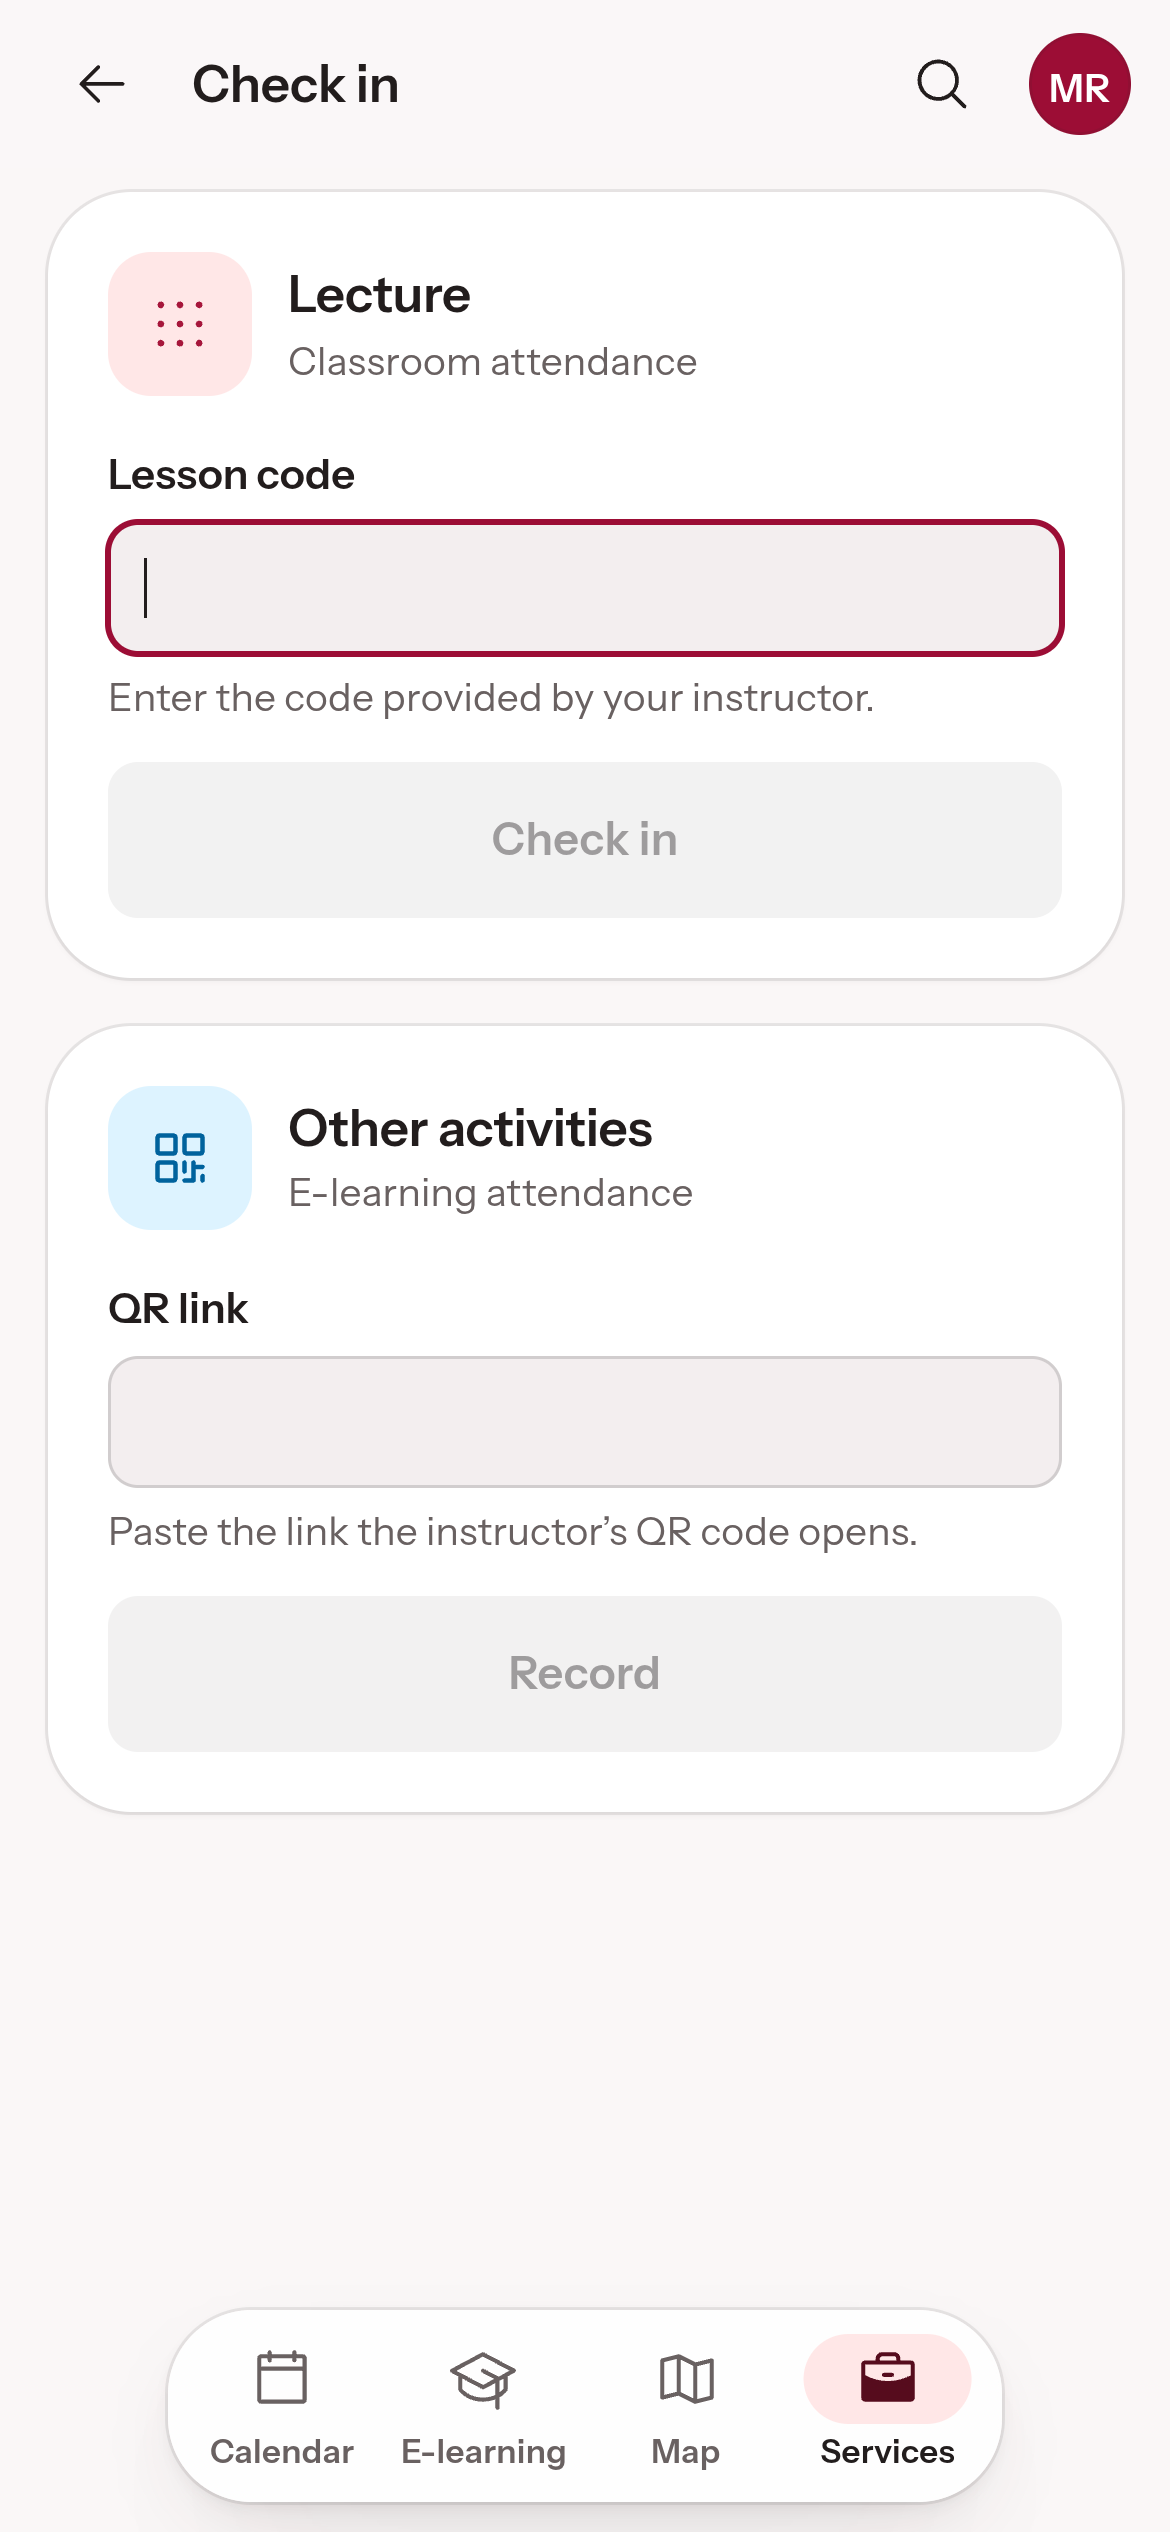 Check in
MR
Lecture
Classroom attendance
Lesson code
Enter the code provided by your instructor.
Check in
Other activities
E-learning attendance
QR link
Paste the link the instructor’s QR code opens.
Record
Calendar
E-learning
Map
Services